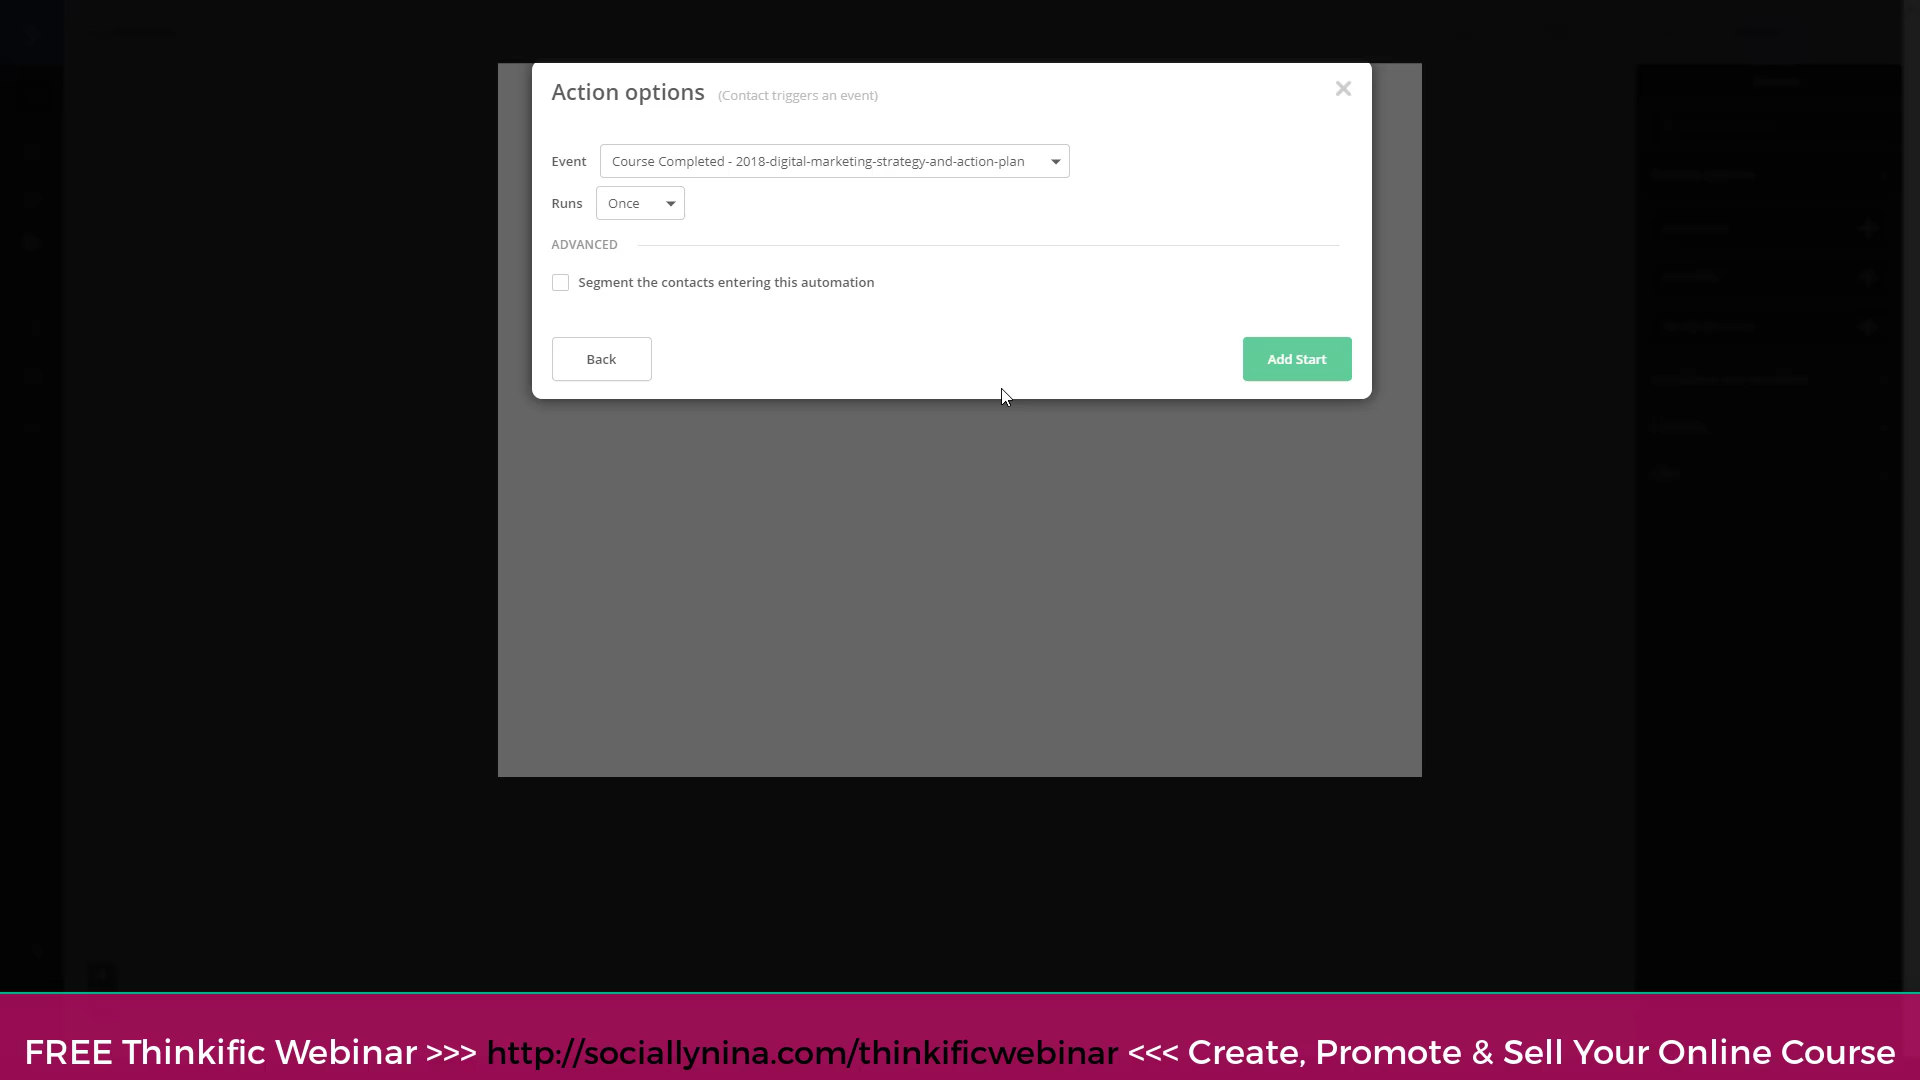 Action options (Contact triggers an event)
Event Course Completed - 2018-digital-marketing-strategy-and-action-plan
Runs Once
ADVANCED
Segment the contacts entering this automation
Back Add Start
FREE Thinkific Webinar >>> http://sociallynina.com/thinkificwebinar <<< Create, Promote & Sell Your Online Course